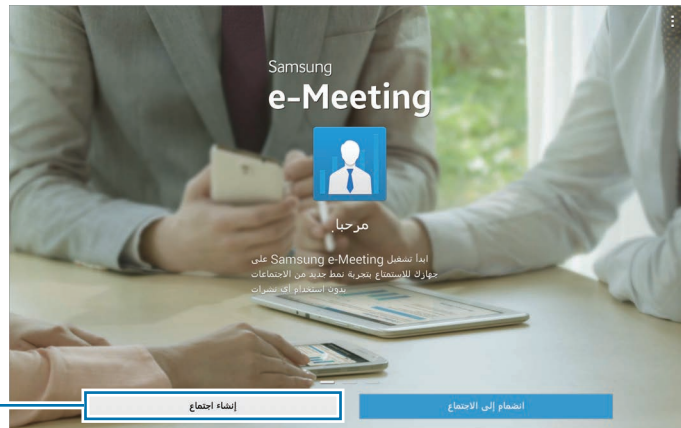 Samsung
e-Meeting
مرحبا.
ابدأ تشغيل Samsung e-Meeting على
جهازك للاستمتاع بتجربة نمط جديد من الاجتماعات
بدون استخدام أي نشرات
انضمام إلى الاجتماع
إنشاء اجتماع